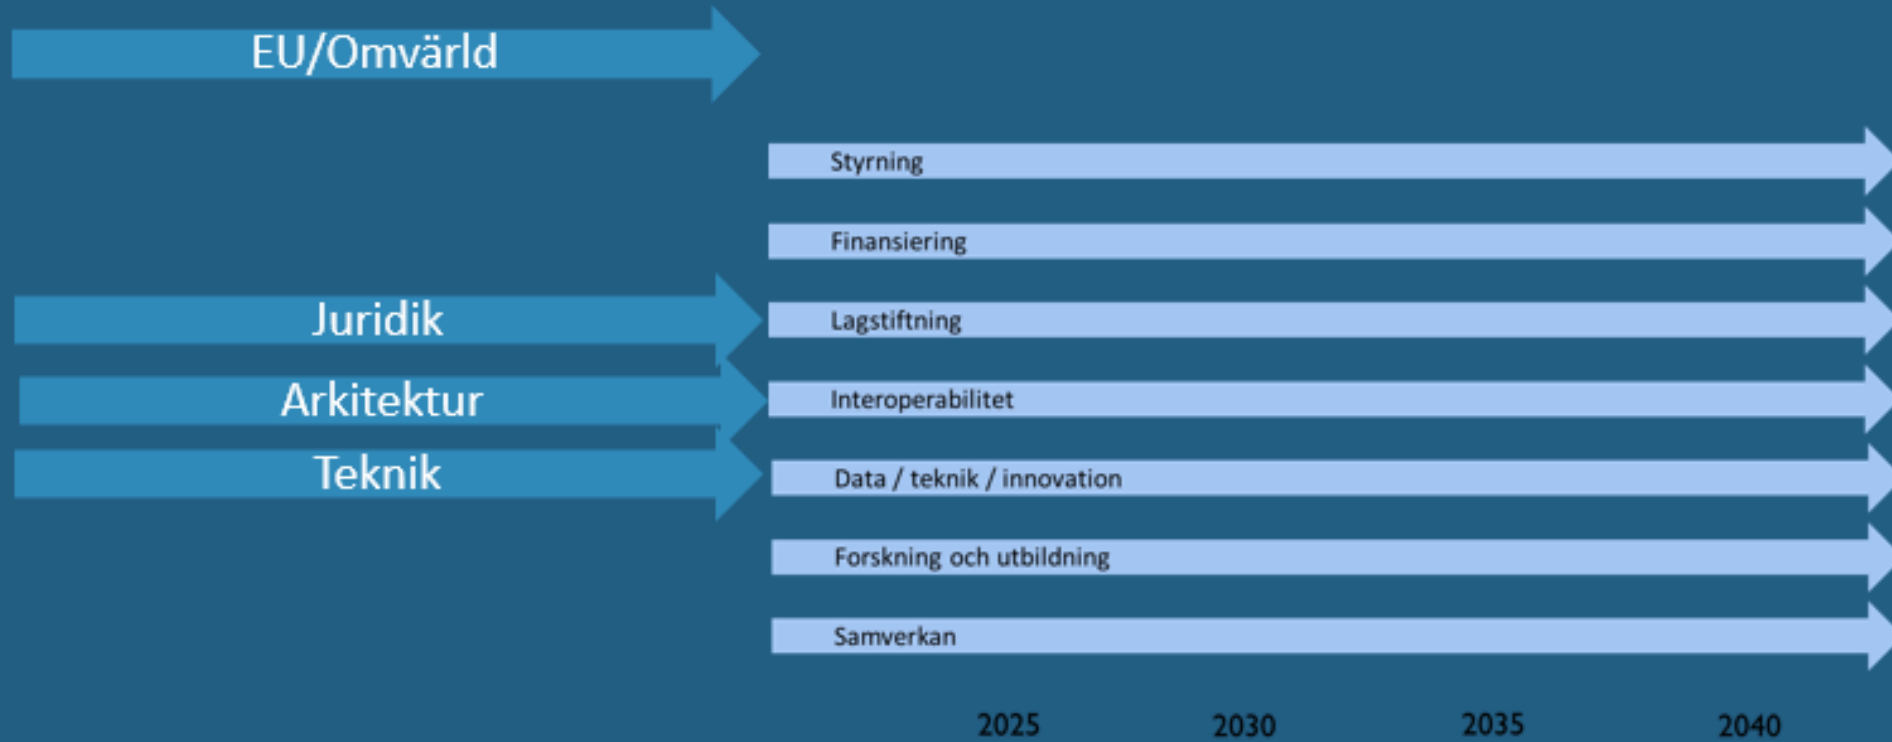 EU/Omvärld
Styrning
Finansiering
Juridik
Lagstiftning
Arkitektur
Interoperabilitet
Teknik
Data / teknik / innovation
Forskning och utbildning
Samverkan
2025 2030 2035 2040